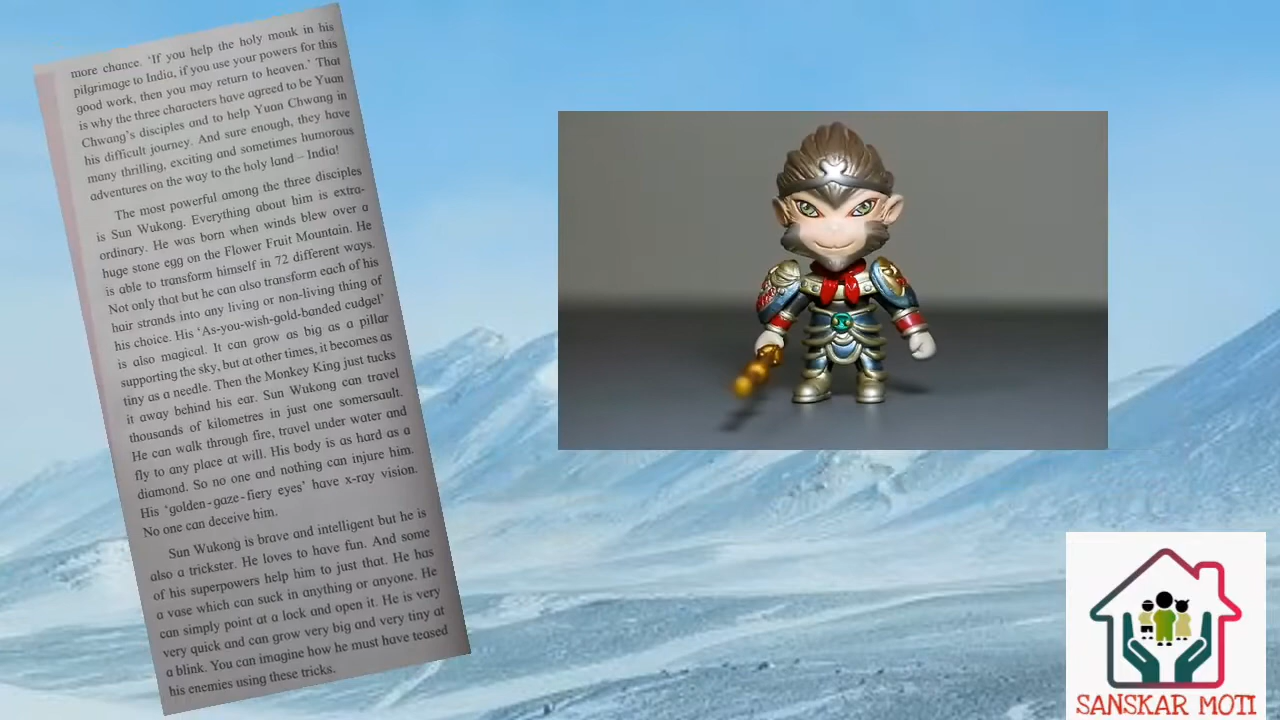 more chance. ‘If you help the holy mouk in his
pilgrimage to India, if you use your powers for this
good work, then you may return to heaven.’ That
is why the three characters have agreed to be Yuan
Chwang’s disciples and to help Yuan Chwang in
his difficult journey. And sure enough, they have
many thrilling, exciting and sometimes humorous
adventures on the way to the holy land – India!
The most powerful among the three disciples
is Sun Wukong. Everything about him is extra-
ordinary. He was born when winds blew over a
huge stone egg on the Flower Fruit Mountain. He
is able to transform himself in 72 different ways.
Not only that but he can also transform each of his
hair strands into any living or non-living thing of
his choice. His ‘As-you-wish-gold-banded cudgel’
is also magical. It can grow as big as a pillar
supporting the sky, but at other times, it becomes as
tiny as a needle. Then the Monkey King just tucks
it away behind his ear. Sun Wukong can travel
thousands of kilometres in just one somersault.
He can walk through fire, travel under water and
fly to any place at will. His body is as hard as a
diamond. So no one and nothing can injure him.
His ‘golden-gaze-fiery eyes’ have x-ray vision.
No one can deceive him.
Sun Wukong is brave and intelligent but he is
also a trickster. He loves to have fun. And some
of his superpowers help him to just that. He has
a vase which can suck in anything or anyone. He
can simply point at a lock and open it. He is very
very quick and can grow very big and very tiny at
a blink. You can imagine how he must have teased
his enemies using these tricks.
SANSKAR MOTI